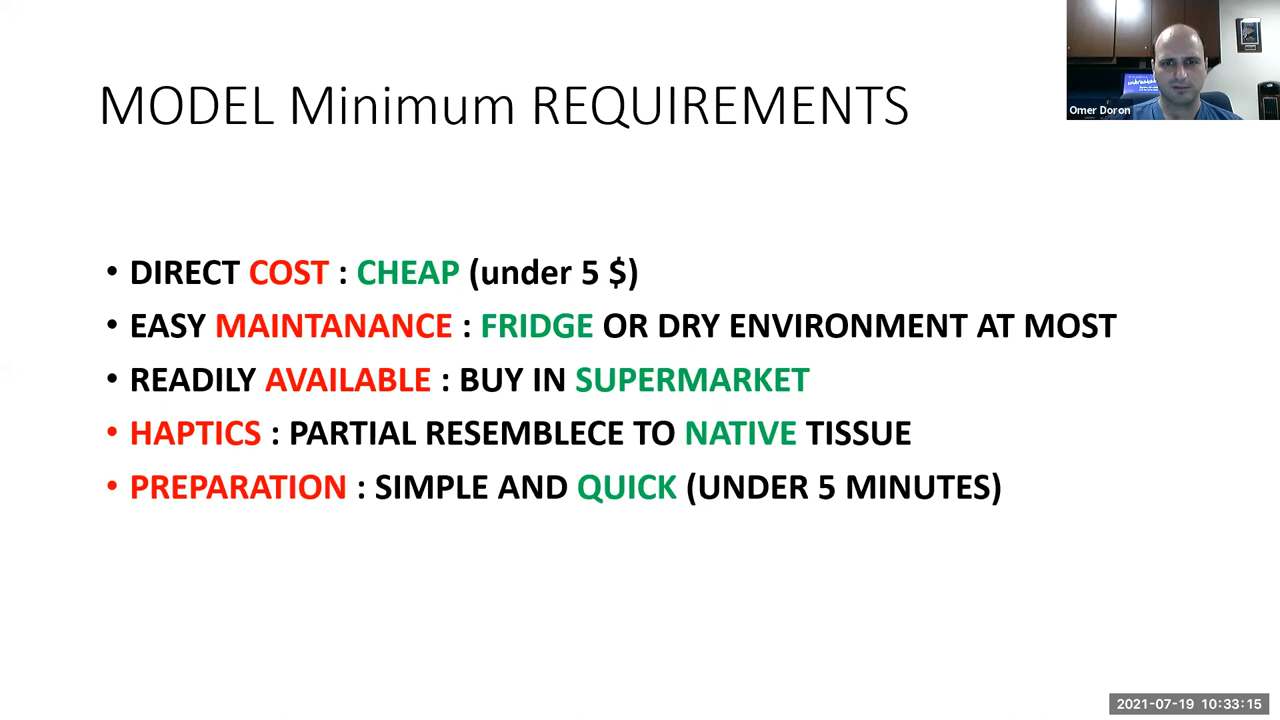 MODEL Minimum REQUIREMENTS
Omer Doron
• DIRECT COST : CHEAP (under 5 $)
• EASY MAINTANANCE : FRIDGE OR DRY ENVIRONMENT AT MOST
• READILY AVAILABLE : BUY IN SUPERMARKET
• HAPTICS : PARTIAL RESEMBLECE TO NATIVE TISSUE
• PREPARATION : SIMPLE AND QUICK (UNDER 5 MINUTES)
2021-07-19 10:33:15